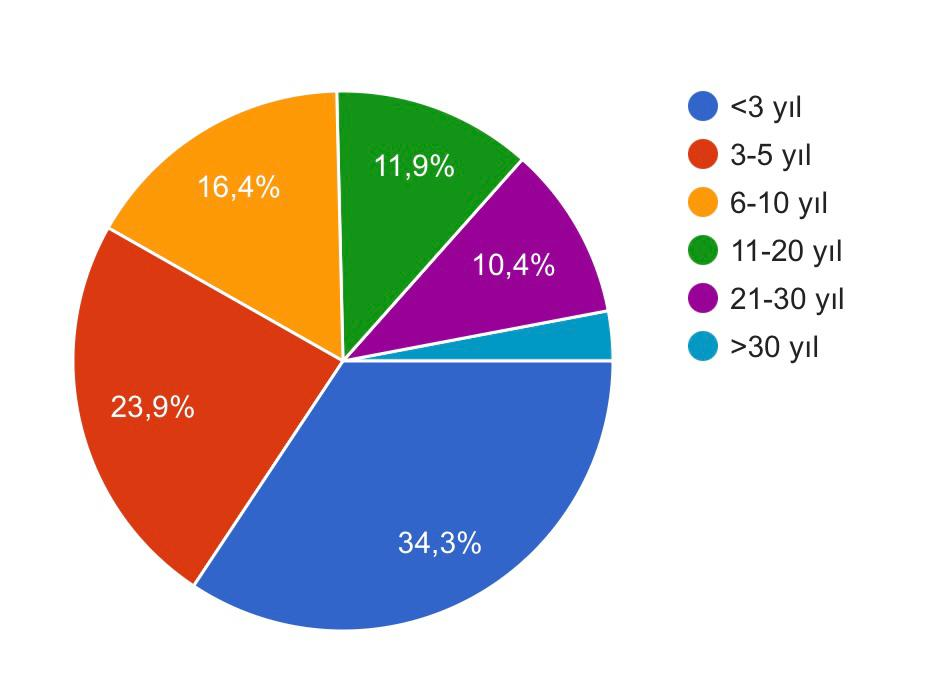 <3 yıl
3-5 yıl
6-10 yıl
11-20 yıl
21-30 yıl
>30 yıl
11,9%
16,4%
10,4%
23,9%
34,3%